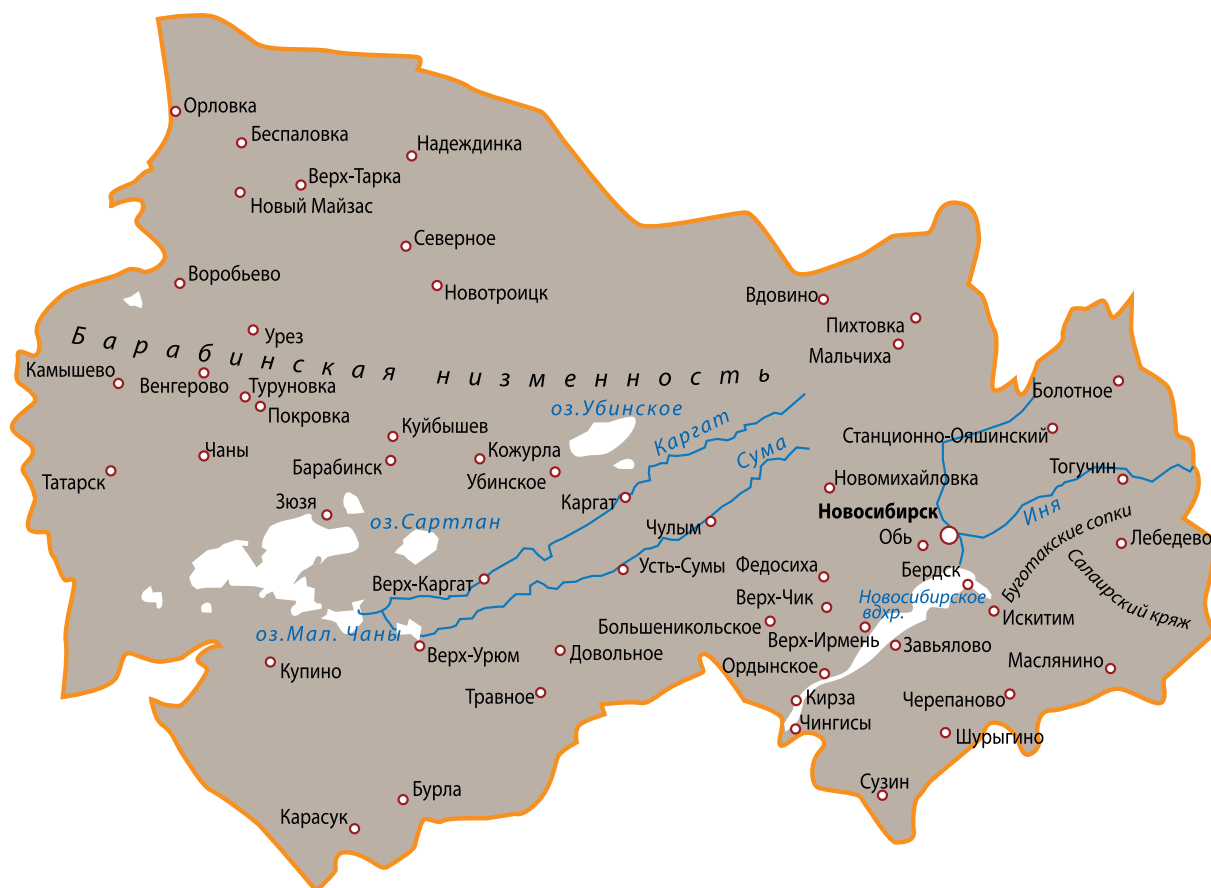 Орловка
Беспаловка
Надеждинка
Верх-Тарка
Новый Майзас
Северное
Воробьево
Новотроицк
Вдовино
Пихтовка
Мальчиха
Урез
Барабинская низменность
Камышево
Венгерово
Туруновка
Покровка
Болотное
оз.Убинское
Каргат
Сума
Куйбышев
Станционно-Ояшинский
Чаны
Барабинск
Кожурла
Убинское
Татарск
Новомихайловка
Тогучин
Зюзя
Каргат
Новосибирск
Иня
оз.Сартлан
Чулым
Обь
Буготакские сопки
Лебедево
Салаирский кряж
Верх-Каргат
Усть-Сумы
Федосиха
Бердск
Верх-Чик
Новосибирское
вдхр.
Искитим
оз.Мал. Чаны
Большеникольское
Верх-Ирмень
Завьялово
Верх-Урюм
Довольное
Купино
Ордынское
Маслянино
Травное
Кирза
Черепаново
Чингисы
Шурыгино
Сузин
Бурла
Карасук